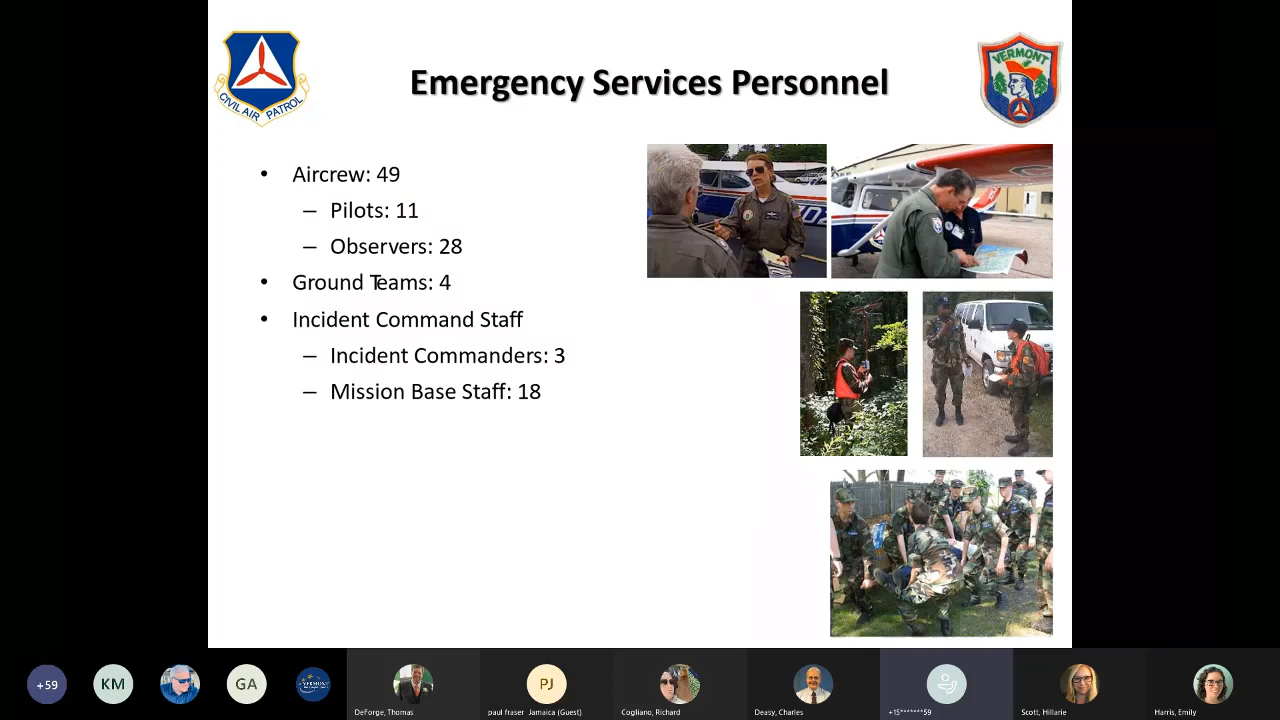 Emergency Services Personnel
CIVIL AIR PATROL
VERMONT
• Aircrew: 49
– Pilots: 11
– Observers: 28
• Ground Teams: 4
• Incident Command Staff
– Incident Commanders: 3
– Mission Base Staff: 18
+59
KM
GA
VERMONT
PJ
DeForge, Thomas
paul fraser Jamaica (Guest)
Cogliano, Richard
Deasy, Charles
+15*******59
Scott, Hillarie
Harris, Emily